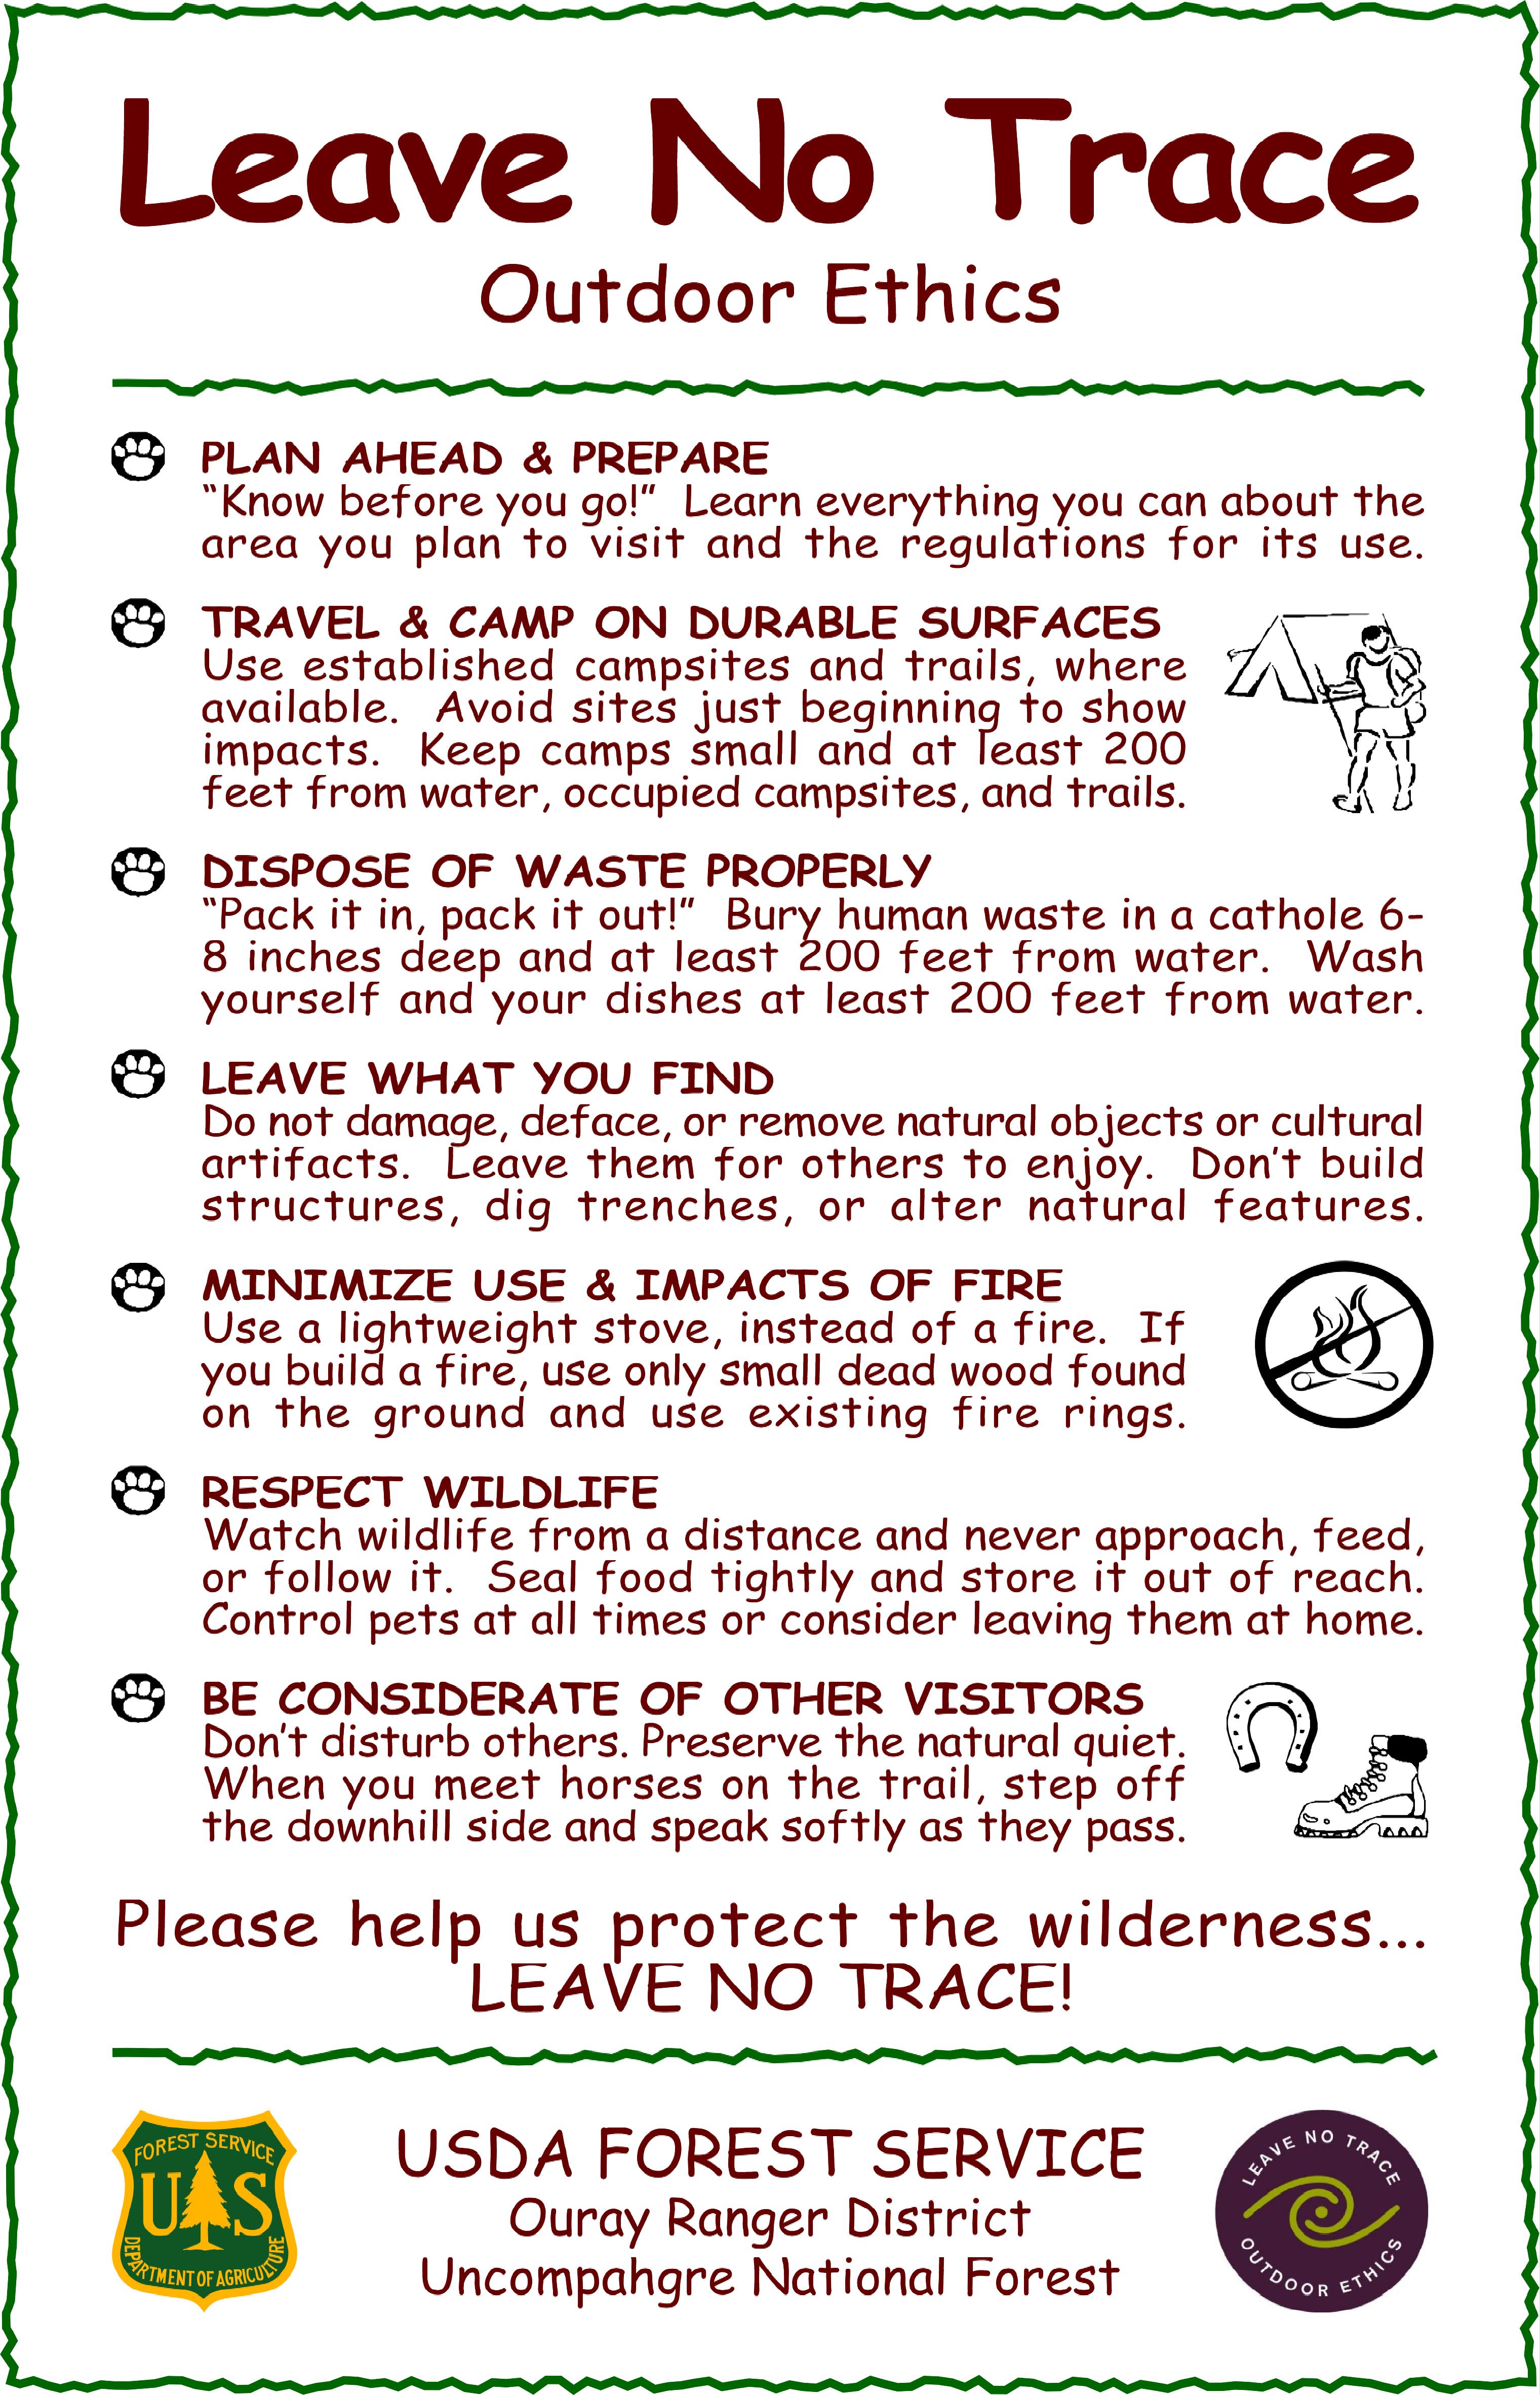 Leave No Trace
Outdoor Ethics
PLAN AHEAD & PREPARE
“Know before you go!” Learn everything you can about the
area you plan to visit and the regulations for its use.
TRAVEL & CAMP ON DURABLE SURFACES
Use established campsites and trails, where
available. Avoid sites just beginning to show
impacts. Keep camps small and at least 200
feet from water, occupied campsites, and trails.
DISPOSE OF WASTE PROPERLY
“Pack it in, pack it out!” Bury human waste in a cathole 6-
8 inches deep and at least 200 feet from water. Wash
yourself and your dishes at least 200 feet from water.
LEAVE WHAT YOU FIND
Do not damage, deface, or remove natural objects or cultural
artifacts. Leave them for others to enjoy. Don’t build
structures, dig trenches, or alter natural features.
MINIMIZE USE & IMPACTS OF FIRE
Use a lightweight stove, instead of a fire. If
you build a fire, use only small dead wood found
on the ground and use existing fire rings.
RESPECT WILDLIFE
Watch wildlife from a distance and never approach, feed,
or follow it. Seal food tightly and store it out of reach.
Control pets at all times or consider leaving them at home.
BE CONSIDERATE OF OTHER VISITORS
Don’t disturb others. Preserve the natural quiet.
When you meet horses on the trail, step off
the downhill side and speak softly as they pass.
Please help us protect the wilderness...
LEAVE NO TRACE!
FOREST SERVICE
U S
DEPARTMENT OF AGRICULTURE
USDA FOREST SERVICE
Ouray Ranger District
Uncompahgre National Forest
LEAVE NO TRACE
OUTDOOR ETHICS